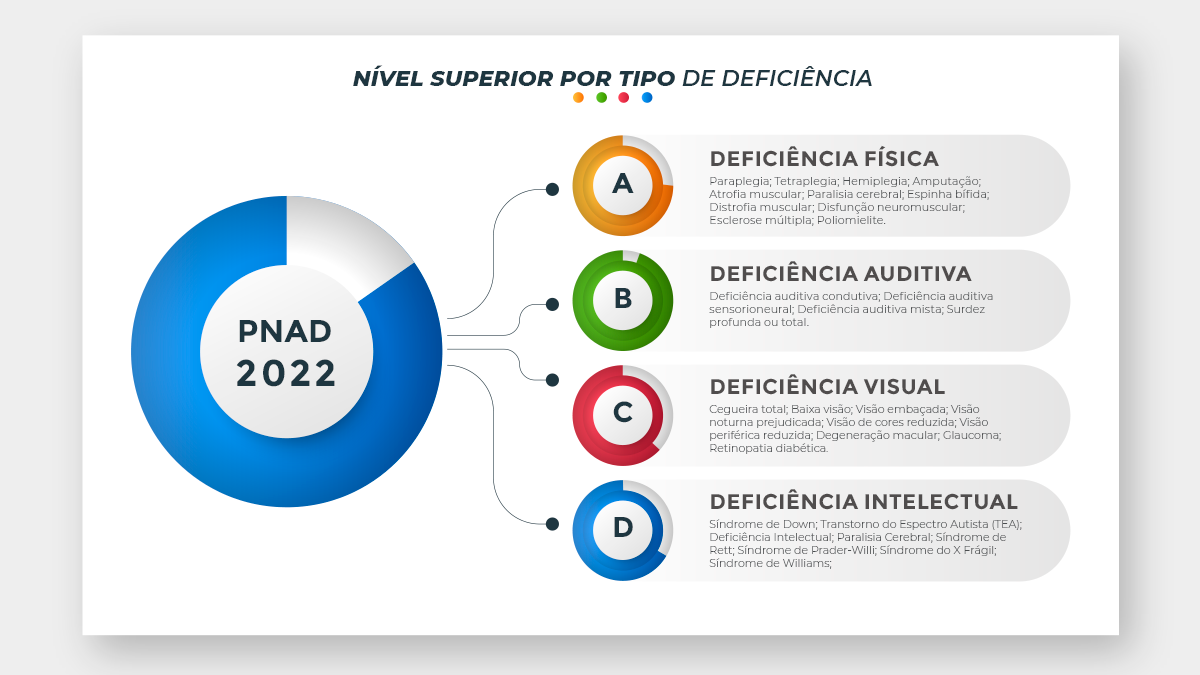 NÍVEL SUPERIOR POR TIPO DE DEFICIÊNCIA
PNAD
2022
A
DEFICIÊNCIA FÍSICA
Paraplegia; Tetraplegia; Hemiplegia; Amputação;
Atrofia muscular; Paralisia cerebral; Espinha bífida;
Distrofia muscular; Disfunção neuromuscular;
Esclerose múltipla; Poliomielite.
B
DEFICIÊNCIA AUDITIVA
Deficiência auditiva condutiva; Deficiência auditiva
sensorioneural; Deficiência auditiva mista; Surdez
profunda ou total.
C
DEFICIÊNCIA VISUAL
Cegueira total; Baixa visão; Visão embaçada; Visão
noturna prejudicada; Visão de cores reduzida; Visão
periférica reduzida; Degeneração macular; Glaucoma;
Retinopatia diabética.
D
DEFICIÊNCIA INTELECTUAL
Síndrome de Down; Transtorno do Espectro Autista (TEA);
Deficiência Intelectual; Paralisia Cerebral; Síndrome de
Rett; Síndrome de Prader-Willi; Síndrome do X Frágil;
Síndrome de Williams;